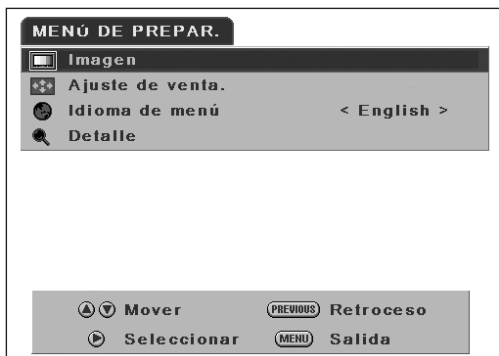 MENÚ DE PREPAR.
Imagen
Ajuste de venta.
Idioma de menú < English >
Detalle
Mover PREVIOUS Retroceso
Seleccionar MENU Salida